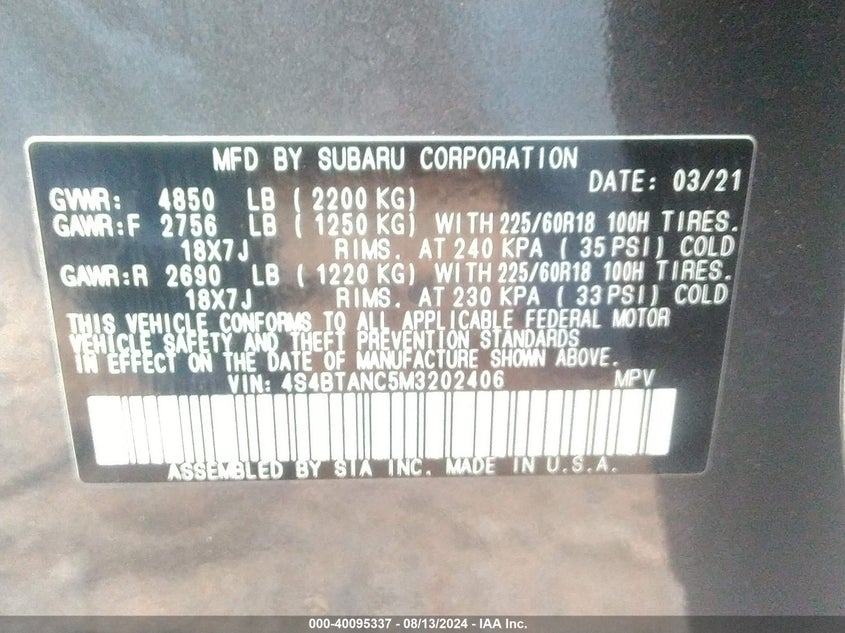 MFD BY SUBARU CORPORATION
DATE: 03/21
GVWR: 4850 LB ( 2200 KG)
GAWR:F 2756 LB ( 1250 KG) WITH 225/60R18 100H TIRES.
18X7J RIMS. AT 240 KPA ( 35 PSI) COLD
GAWR:R 2690 LB ( 1220 KG) WITH 225/60R18 100H TIRES.
18X7J RIMS. AT 230 KPA ( 33 PSI) COLD
THIS VEHICLE CONFORMS TO ALL APPLICABLE FEDERAL MOTOR
VEHICLE SAFETY AND THEFT PREVENTION STANDARDS
IN EFFECT ON THE DATE OF MANUFACTURE SHOWN ABOVE.
VIN: 4S4BTANC5M3202406 MPV
ASSEMBLED BY SIA INC. MADE IN U.S.A.
000-40095337 - 08/13/2024 - IAA Inc.